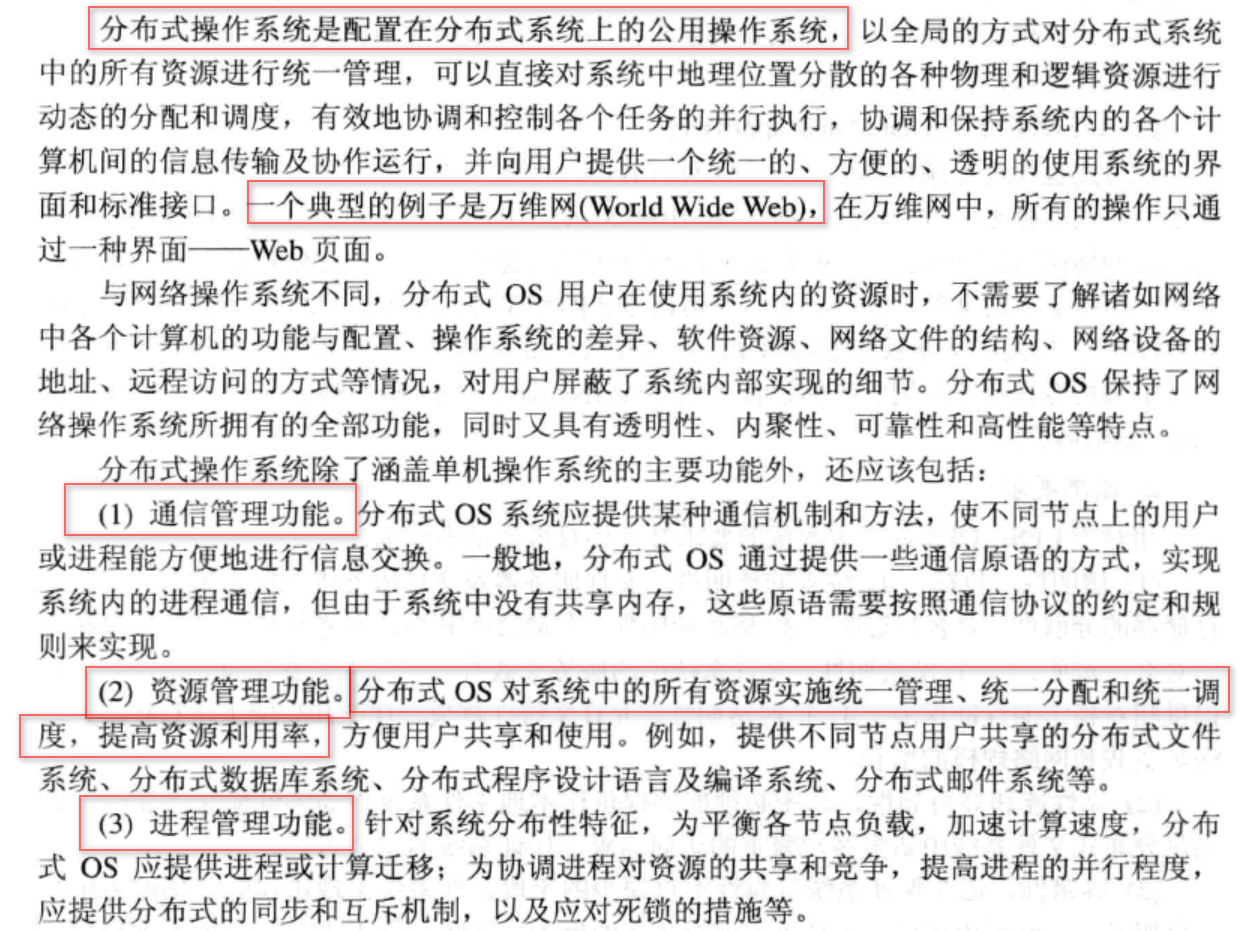 分布式操作系统是配置在分布式系统上的公用操作系统，以全局的方式对分布式系统
中的所有资源进行统一管理，可以直接对系统中地理位置分散的各种物理和逻辑资源进行
动态的分配和调度，有效地协调和控制各个任务的并行执行，协调和保持系统内的各个计
算机间的信息传输及协作运行，并向用户提供一个统一的、方便的、透明的使用系统的界
面和标准接口。一个典型的例子是万维网(World Wide Web)，在万维网中，所有的操作只通
过一种界面——Web 页面。
与网络操作系统不同，分布式 OS 用户在使用系统内的资源时，不需要了解诸如网络
中各个计算机的功能与配置、操作系统的差异、软件资源、网络文件的结构、网络设备的
地址、远程访问的方式等情况，对用户屏蔽了系统内部实现的细节。分布式 OS 保持了网
络操作系统所拥有的全部功能，同时又具有透明性、内聚性、可靠性和高性能等特点。
分布式操作系统除了涵盖单机操作系统的主要功能外，还应该包括：
(1) 通信管理功能。分布式 OS 系统应提供某种通信机制和方法，使不同节点上的用户
或进程能方便地进行信息交换。一般地，分布式 OS 通过提供一些通信原语的方式，实现
系统内的进程通信，但由于系统中没有共享内存，这些原语需要按照通信协议的约定和规
则来实现。
(2) 资源管理功能。分布式 OS 对系统中的所有资源实施统一管理、统一分配和统一调
度，提高资源利用率，方便用户共享和使用。例如，提供不同节点用户共享的分布式文件
系统、分布式数据库系统、分布式程序设计语言及编译系统、分布式邮件系统等。
(3) 进程管理功能。针对系统分布性特征，为平衡各节点负载，加速计算速度，分布
式 OS 应提供进程或计算迁移；为协调进程对资源的共享和竞争，提高进程的并行程度，
应提供分布式的同步和互斥机制，以及应对死锁的措施等。